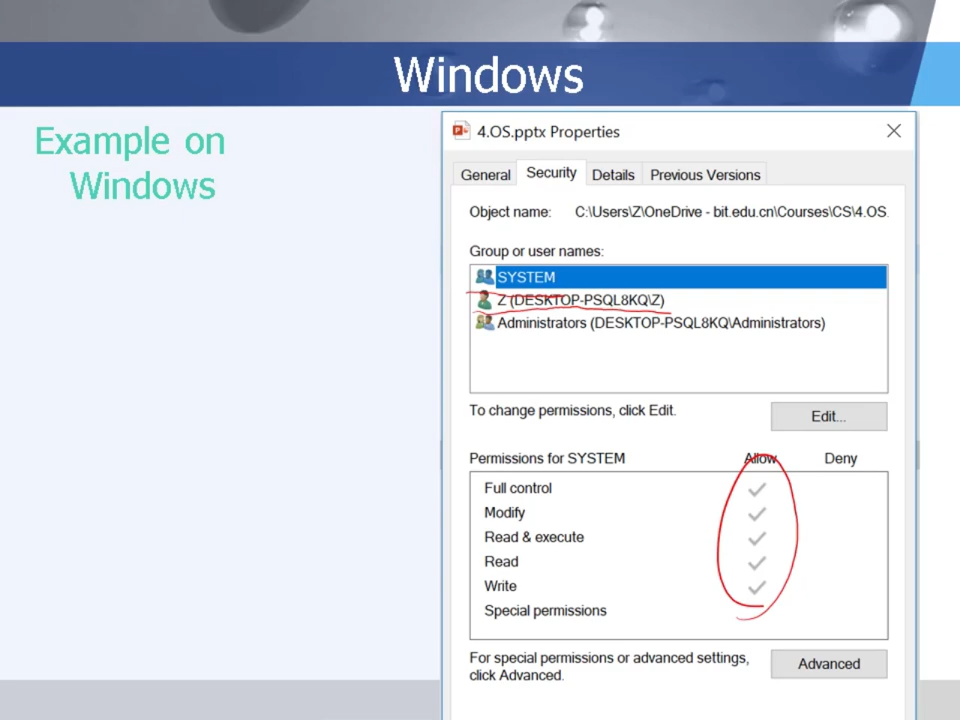 Windows
Example on
Windows
4.OS.pptx Properties
General Security Details Previous Versions
Object name: C:\Users\Z\OneDrive - bit.edu.cn\Courses\CS\4.OS.
Group or user names:
SYSTEM
Z (DESKTOP-PSQL8KQ\Z)
Administrators (DESKTOP-PSQL8KQ\Administrators)
To change permissions, click Edit.
Edit...
Permissions for SYSTEM Allow Deny
Full control
Modify
Read & execute
Read
Write
Special permissions
For special permissions or advanced settings,
click Advanced.
Advanced